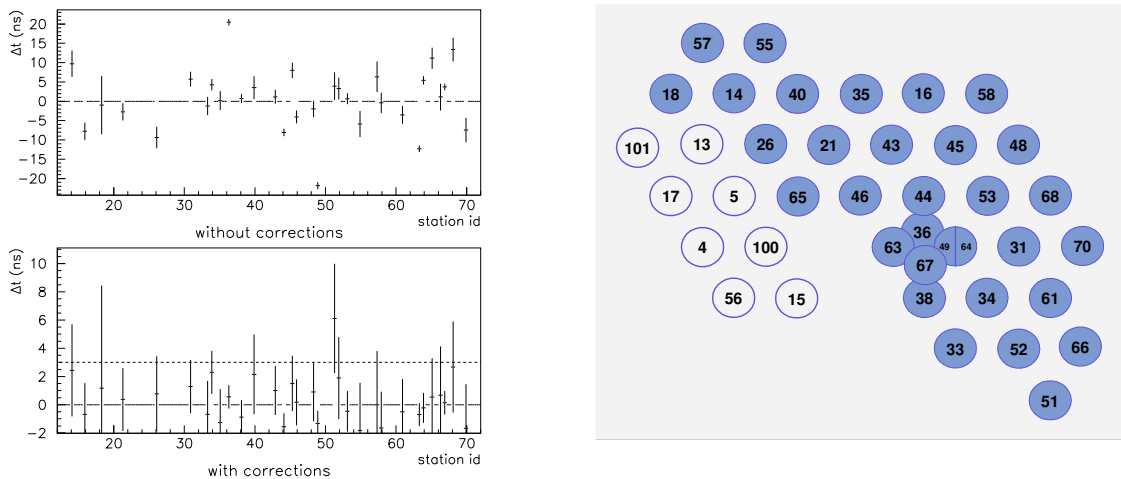 Δt (ns)
20
15
10
5
0
−5
−10
−15
−20
20 30 40 50 60 70
station id
without corrections
Δt (ns)
10
8
6
4
2
0
−2
20 30 40 50 60 70
station id
with corrections
57 55
18 14 40 35 16 58
101 13 26 21 43 45 48
17 5 65 46 44 53 68
36
4 100 63 49 64 31 70
67
56 15 38 34 61
33 52 66
51